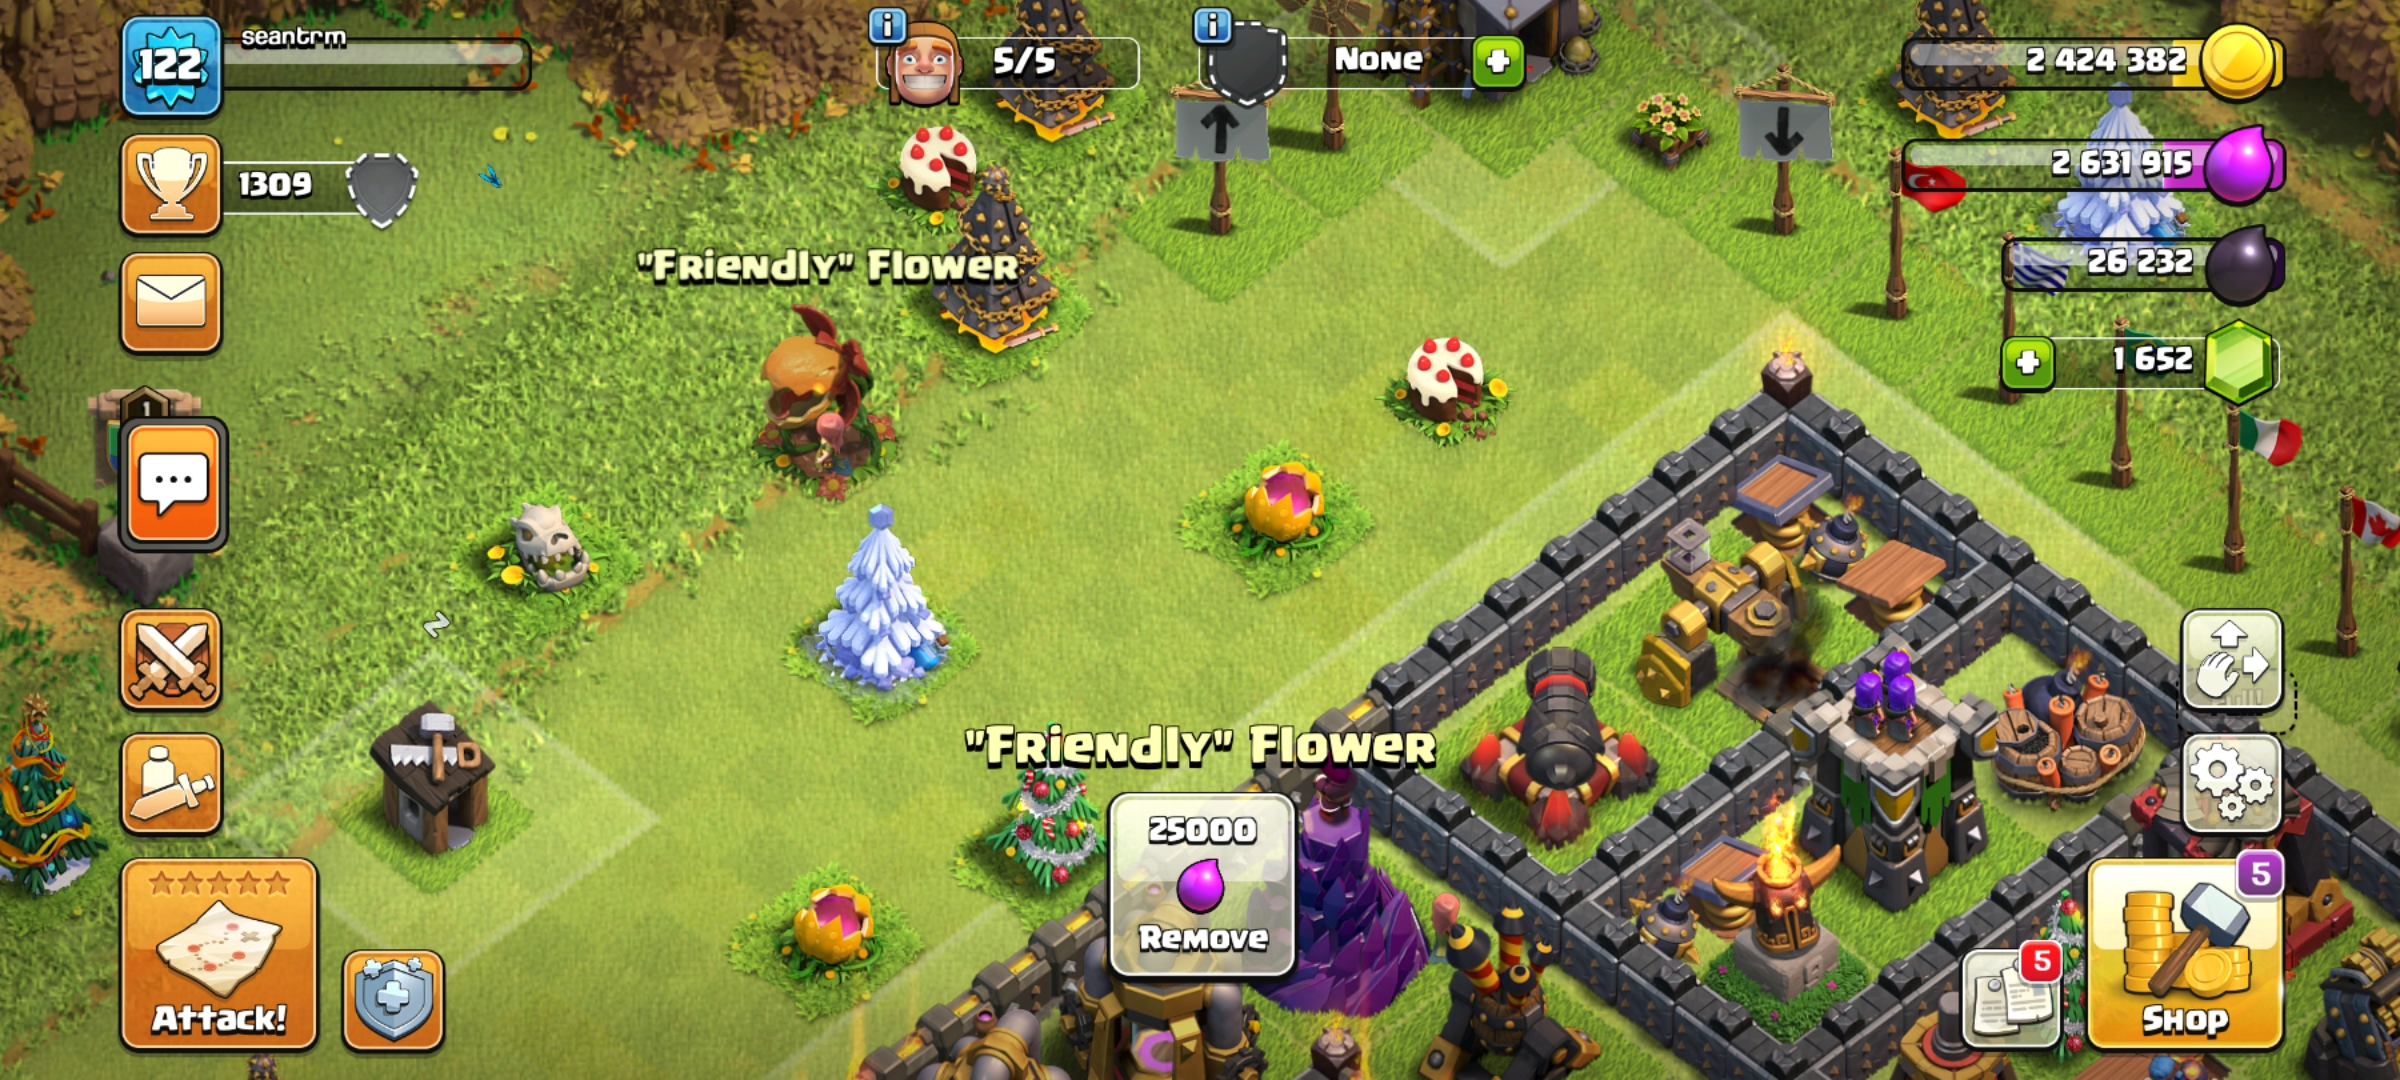 122
seantrm
5/5
None
2 424 382
1309
2 631 915
26 232
1 652
"Friendly" Flower
1
Z
"Friendly" Flower
25000
Remove
5
5
Attack!
Shop